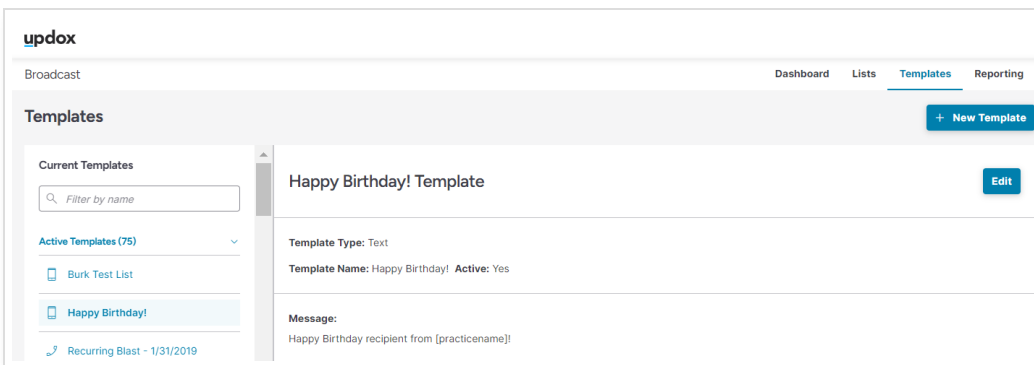 updox
Broadcast
Dashboard Lists Templates Reporting
Templates
+ New Template
Current Templates
Filter by name
Active Templates (75)
Burk Test List
Happy Birthday!
Recurring Blast - 1/31/2019
Happy Birthday! Template
Edit
Template Type: Text
Template Name: Happy Birthday! Active: Yes
Message:
Happy Birthday recipient from [practicename]!